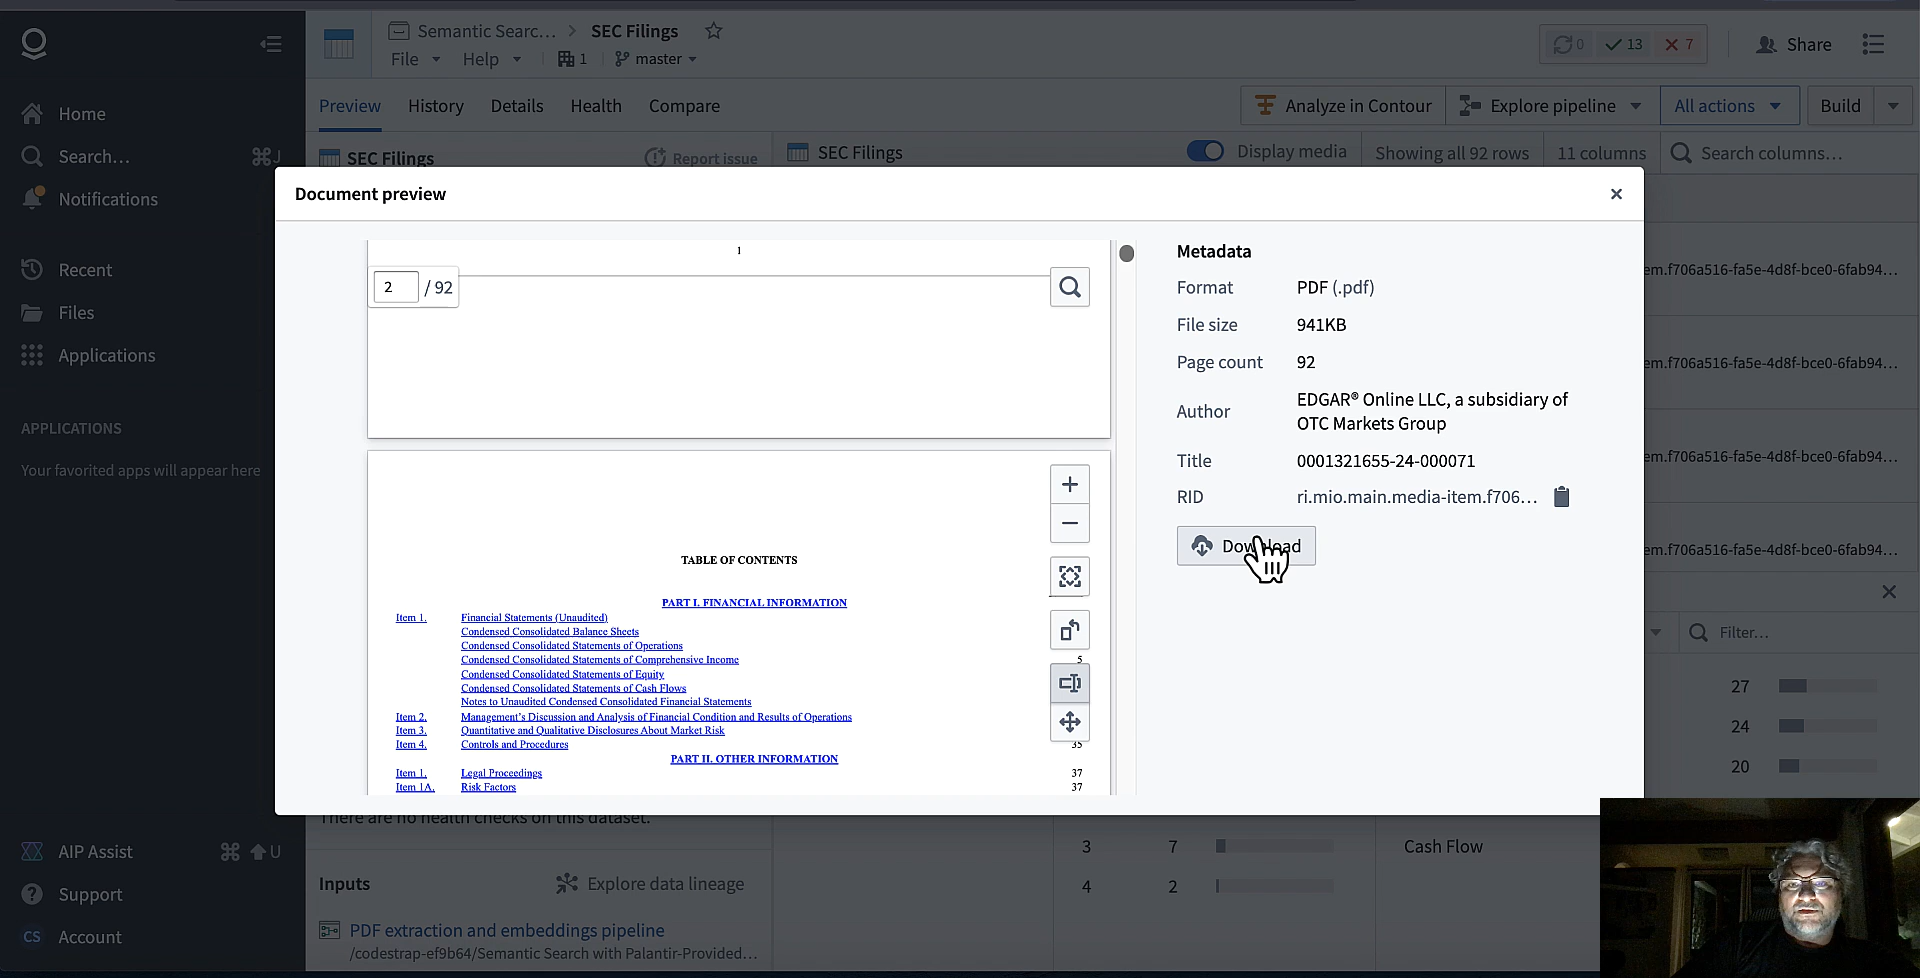 Semantic Searc... > SEC Filings
File
Help
1
master
0
13
7
Share
Home
Search...
⌘J
Notifications
Recent
Files
Applications
APPLICATIONS
Your favorited apps will appear here
AIP Assist
⌘ U
Support
CS
Account
Preview
History
Details
Health
Compare
Analyze in Contour
Explore pipeline
All actions
Build
SEC Filings
Report issue
SEC Filings
Display media
Showing all 92 rows
11 columns
Search columns...
Document preview
1
2 / 92
TABLE OF CONTENTS
PART I. FINANCIAL INFORMATION
Item 1. Financial Statements (Unaudited)
Condensed Consolidated Balance Sheets
Condensed Consolidated Statements of Operations
Condensed Consolidated Statements of Comprehensive Income 5
Condensed Consolidated Statements of Equity
Condensed Consolidated Statements of Cash Flows
Notes to Unaudited Condensed Consolidated Financial Statements
Item 2. Management's Discussion and Analysis of Financial Condition and Results of Operations
Item 3. Quantitative and Qualitative Disclosures About Market Risk
Item 4. Controls and Procedures 35
PART II. OTHER INFORMATION
Item 1. Legal Proceedings 37
Item 1A. Risk Factors 37
Metadata
Format PDF (.pdf)
File size 941KB
Page count 92
Author EDGAR® Online LLC, a subsidiary of
OTC Markets Group
Title 0001321655-24-000071
RID ri.mio.main.media-item.f706...
Download
em.f706a516-fa5e-4d8f-bce0-6fab94...
em.f706a516-fa5e-4d8f-bce0-6fab94...
em.f706a516-fa5e-4d8f-bce0-6fab94...
em.f706a516-fa5e-4d8f-bce0-6fab94...
Filter...
27
24
20
There are no health checks on this dataset.
3 7
4 2
Cash Flow
Inputs
Explore data lineage
PDF extraction and embeddings pipeline
/codestrap-ef9b64/Semantic Search with Palantir-Provided...